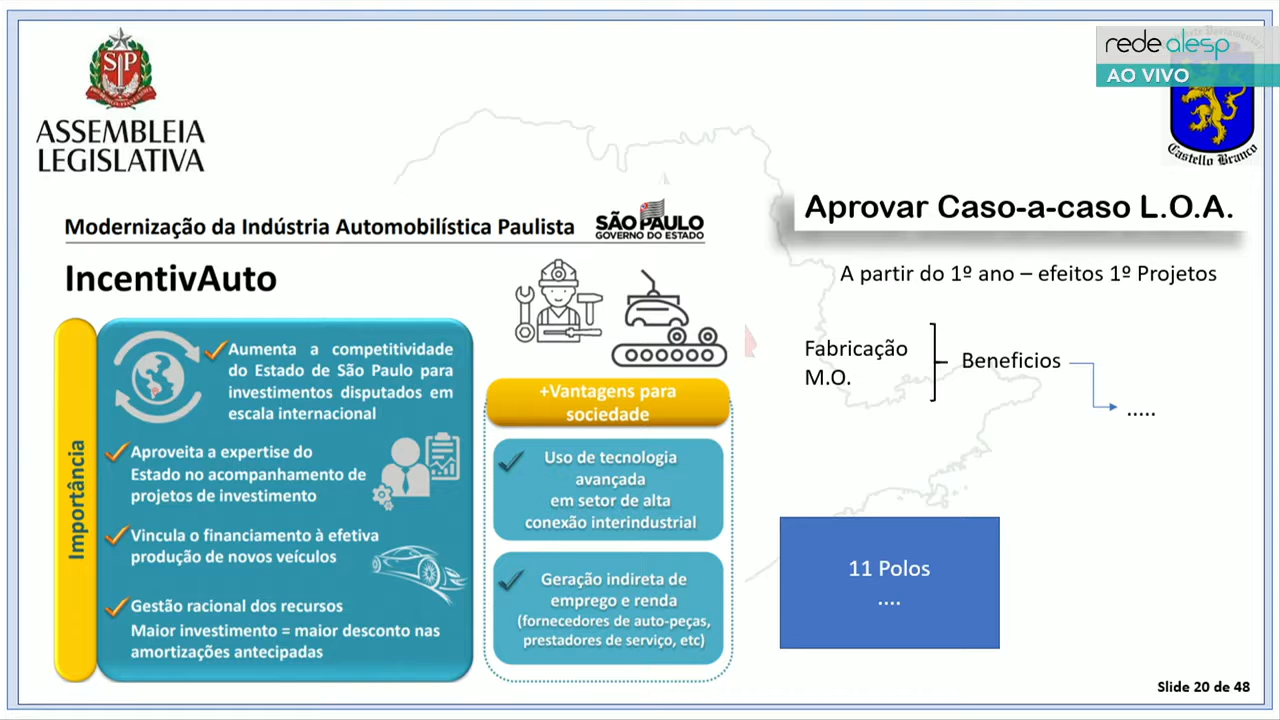 rede alesp
AO VIVO
SP
ASSEMBLEIA
LEGISLATIVA
Castello Branco
Modernização da Indústria Automobilística Paulista
SÃO PAULO
GOVERNO DO ESTADO
IncentivAuto
Importância
Aumenta a competitividade
do Estado de São Paulo para
investimentos disputados em
escala internacional
Aproveita a expertise do
Estado no acompanhamento de
projetos de investimento
Vincula o financiamento à efetiva
produção de novos veículos
Gestão racional dos recursos
Maior investimento = maior desconto nas
amortizações antecipadas
+Vantagens para
sociedade
Uso de tecnologia
avançada
em setor de alta
conexão interindustrial
Geração indireta de
emprego e renda
(fornecedores de auto-peças,
prestadores de serviço, etc)
Aprovar Caso-a-caso L.O.A.
A partir do 1º ano – efeitos 1º Projetos
Fabricação
M.O.
Beneficios
.....
11 Polos
....
Slide 20 de 48